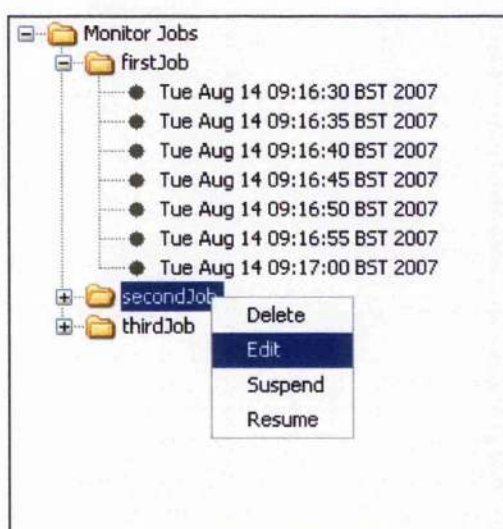 Monitor Jobs
firstJob
Tue Aug 14 09:16:30 BST 2007
Tue Aug 14 09:16:35 BST 2007
Tue Aug 14 09:16:40 BST 2007
Tue Aug 14 09:16:45 BST 2007
Tue Aug 14 09:16:50 BST 2007
Tue Aug 14 09:16:55 BST 2007
Tue Aug 14 09:17:00 BST 2007
secondJob
thirdJob
Delete
Edit
Suspend
Resume